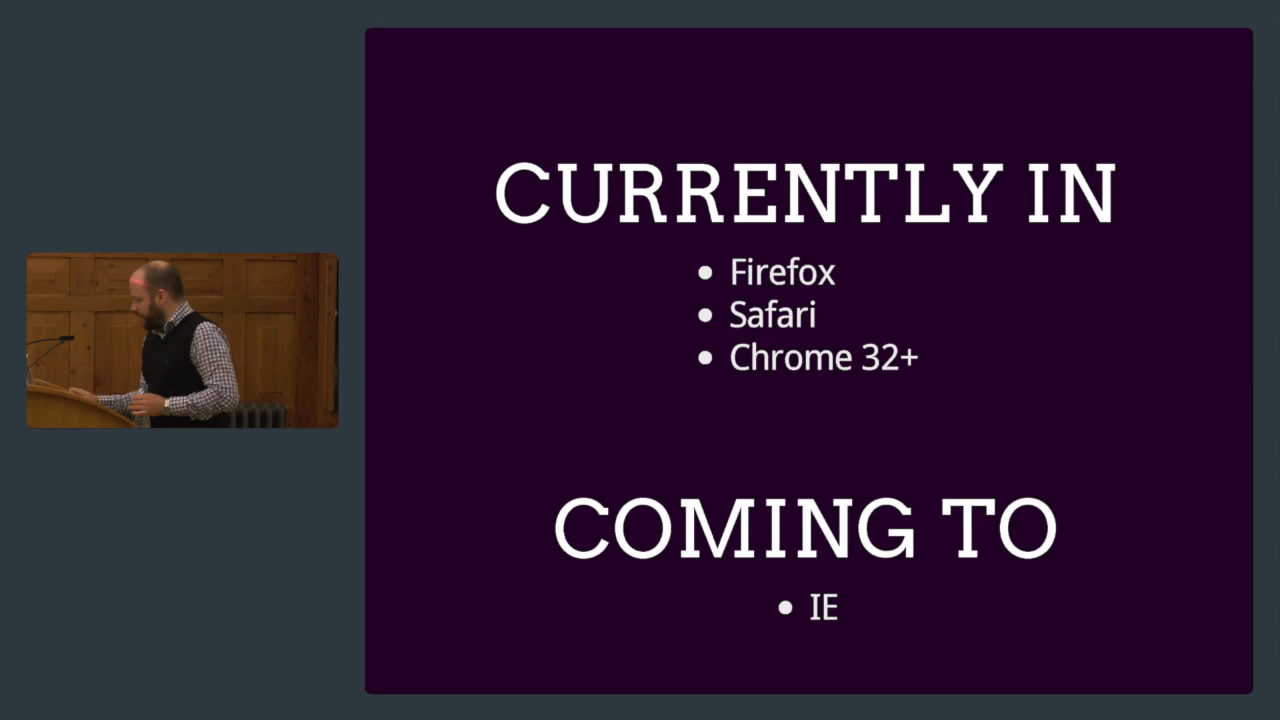 CURRENTLY IN
• Firefox
• Safari
• Chrome 32+
COMING TO
• IE